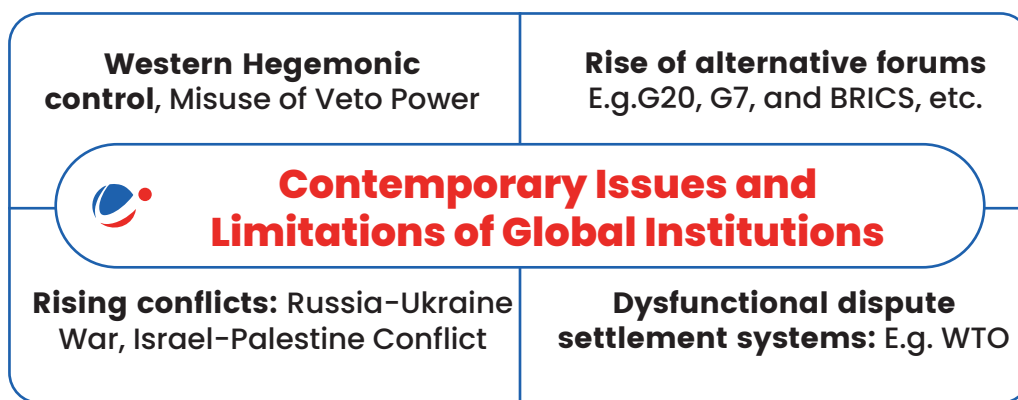 Western Hegemonic
control, Misuse of Veto Power
Rise of alternative forums
E.g.G20, G7, and BRICS, etc.
Contemporary Issues and
Limitations of Global Institutions
Rising conflicts: Russia-Ukraine
War, Israel-Palestine Conflict
Dysfunctional dispute
settlement systems: E.g. WTO